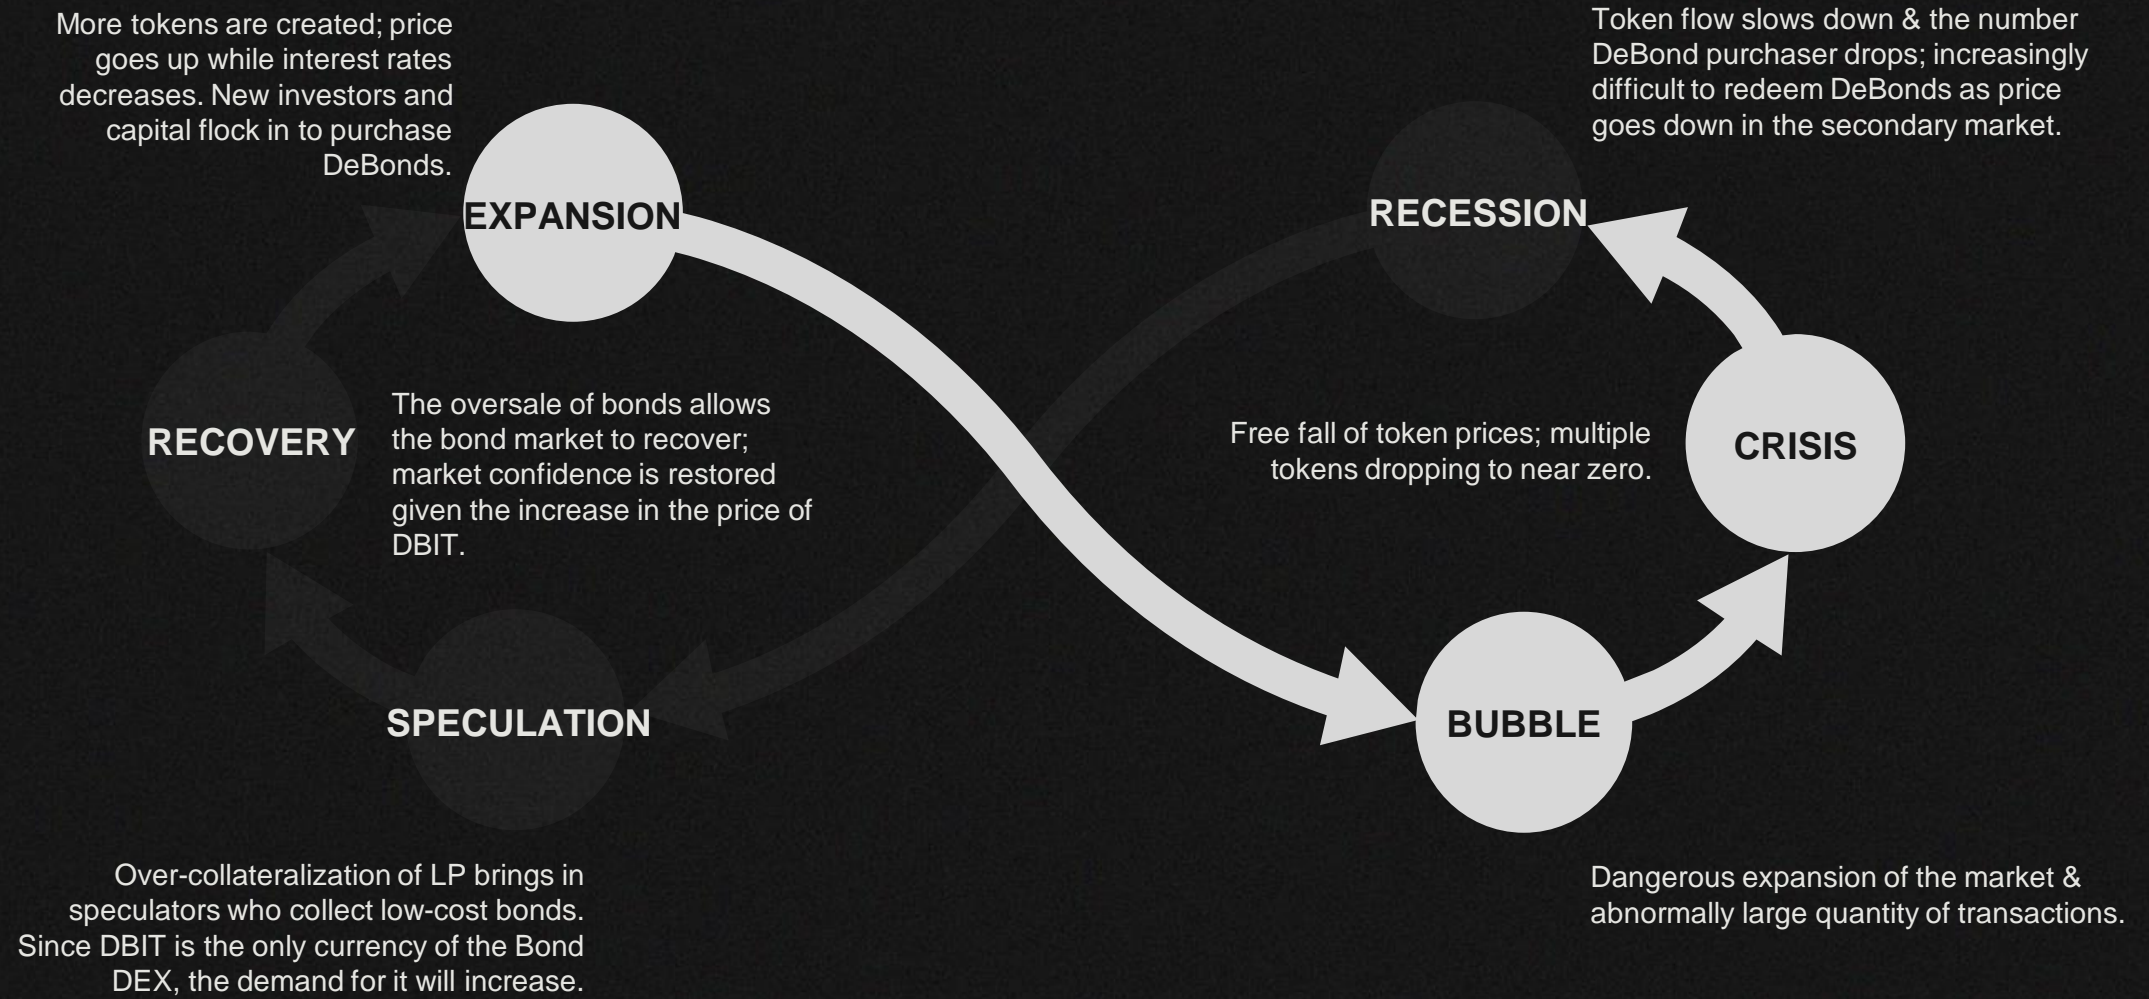 More tokens are created; price
goes up while interest rates
decreases. New investors and
capital flock in to purchase
DeBonds.
EXPANSION
Token flow slows down & the number
DeBond purchaser drops; increasingly
difficult to redeem DeBonds as price
goes down in the secondary market.
RECESSION
RECOVERY
The oversale of bonds allows
the bond market to recover;
market confidence is restored
given the increase in the price of
DBIT.
Free fall of token prices; multiple
tokens dropping to near zero.
CRISIS
SPECULATION
BUBBLE
Over-collateralization of LP brings in
speculators who collect low-cost bonds.
Since DBIT is the only currency of the Bond
DEX, the demand for it will increase.
Dangerous expansion of the market &
abnormally large quantity of transactions.